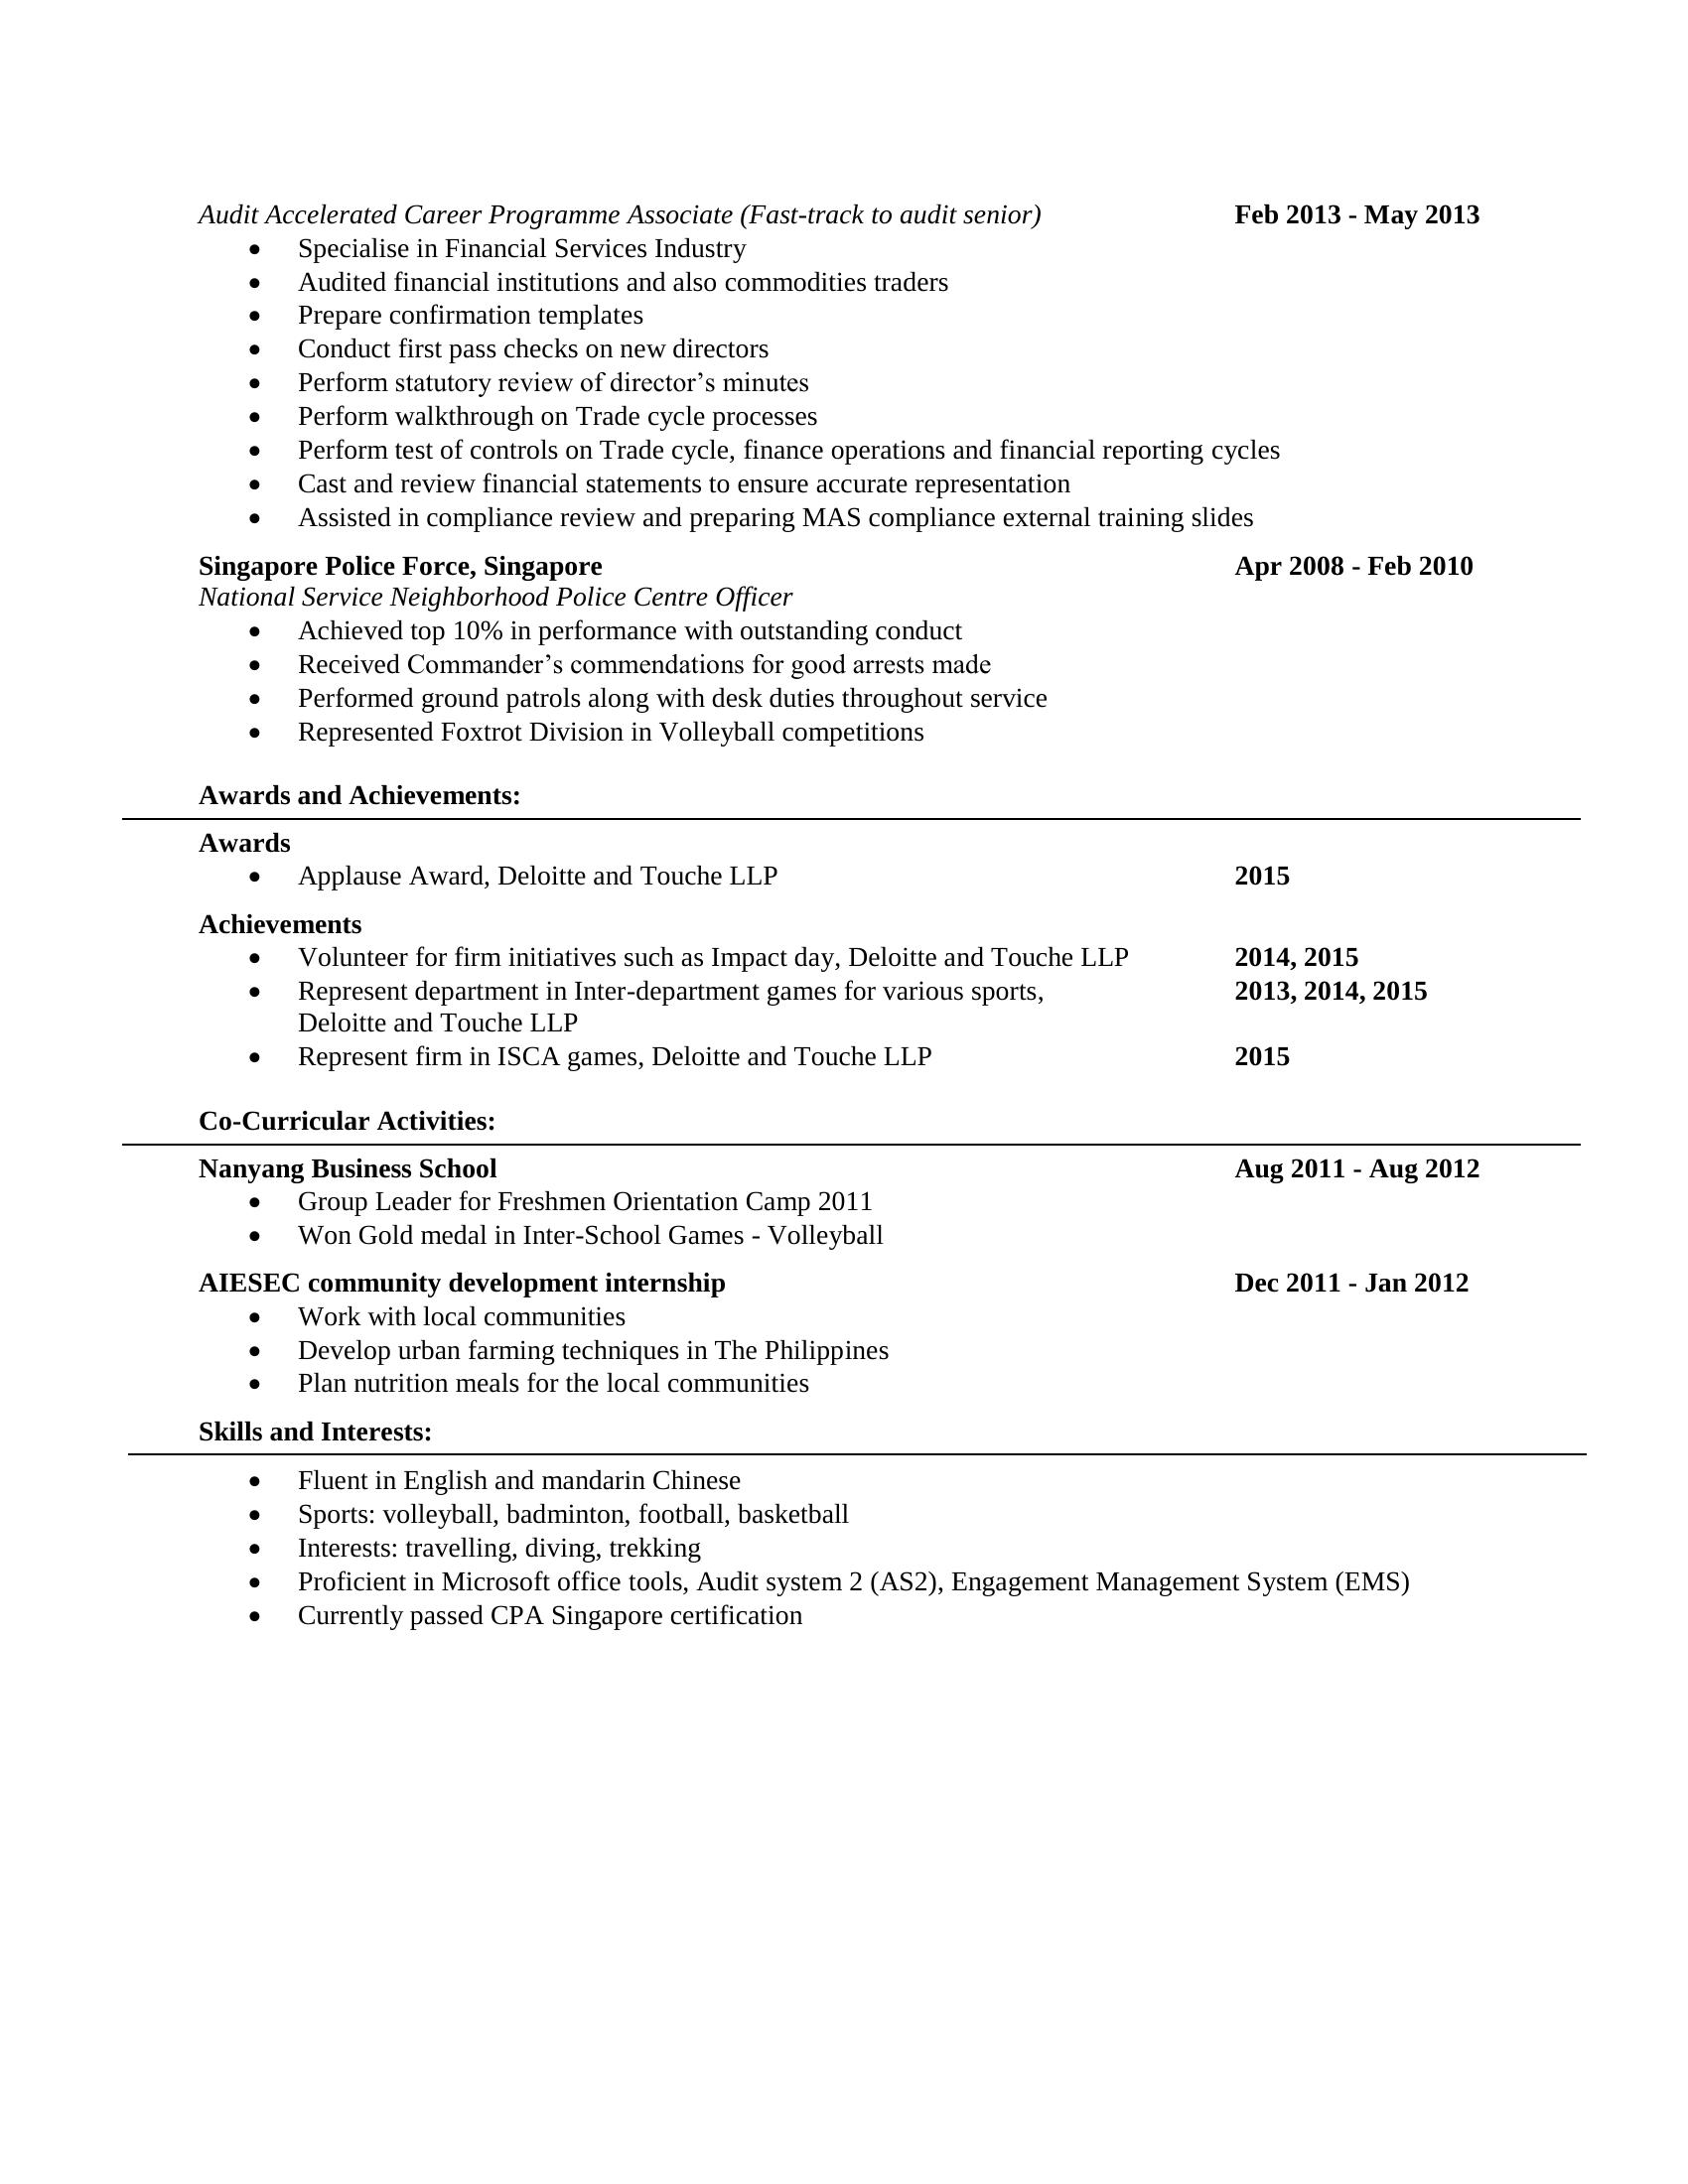 Audit Accelerated Career Programme Associate (Fast-track to audit senior) Feb 2013 - May 2013
• Specialise in Financial Services Industry
• Audited financial institutions and also commodities traders
• Prepare confirmation templates
• Conduct first pass checks on new directors
• Perform statutory review of director’s minutes
• Perform walkthrough on Trade cycle processes
• Perform test of controls on Trade cycle, finance operations and financial reporting cycles
• Cast and review financial statements to ensure accurate representation
• Assisted in compliance review and preparing MAS compliance external training slides
Singapore Police Force, Singapore Apr 2008 - Feb 2010
National Service Neighborhood Police Centre Officer
• Achieved top 10% in performance with outstanding conduct
• Received Commander’s commendations for good arrests made
• Performed ground patrols along with desk duties throughout service
• Represented Foxtrot Division in Volleyball competitions
Awards and Achievements:
Awards
• Applause Award, Deloitte and Touche LLP 2015
Achievements
• Volunteer for firm initiatives such as Impact day, Deloitte and Touche LLP 2014, 2015
• Represent department in Inter-department games for various sports, 2013, 2014, 2015
Deloitte and Touche LLP
• Represent firm in ISCA games, Deloitte and Touche LLP 2015
Co-Curricular Activities:
Nanyang Business School Aug 2011 - Aug 2012
• Group Leader for Freshmen Orientation Camp 2011
• Won Gold medal in Inter-School Games - Volleyball
AIESEC community development internship Dec 2011 - Jan 2012
• Work with local communities
• Develop urban farming techniques in The Philippines
• Plan nutrition meals for the local communities
Skills and Interests:
• Fluent in English and mandarin Chinese
• Sports: volleyball, badminton, football, basketball
• Interests: travelling, diving, trekking
• Proficient in Microsoft office tools, Audit system 2 (AS2), Engagement Management System (EMS)
• Currently passed CPA Singapore certification